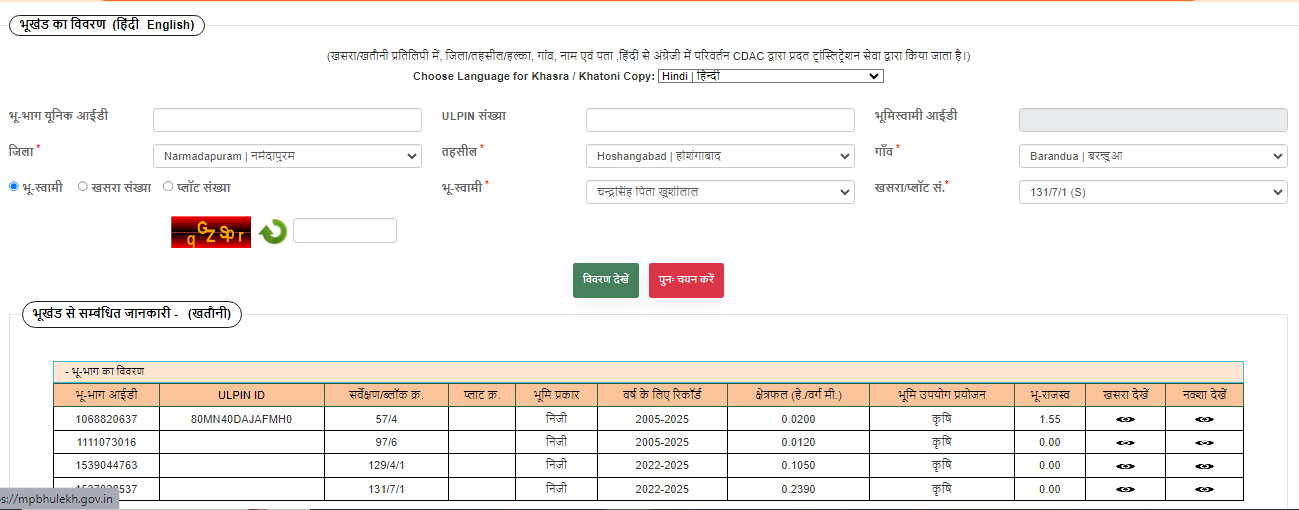 भूखंड का विवरण (हिंदी English)
(खसरा/खतौनी प्रतिलिपी में, जिला/तहसील/हल्का, गांव, नाम एवं पता ,हिंदी से अंग्रेजी में परिवर्तन CDAC द्वारा प्रदत ट्रांस्लिट्रेशन सेवा द्वारा किया जाता है।)
Choose Language for Khasra / Khatoni Copy: Hindi | हिन्दी
भू-भाग यूनिक आईडी ULPIN संख्या भूमिस्वामी आईडी
जिला * Narmadapuram | नर्मदापुरम तहसील * Hoshangabad | होशंगाबाद गाँव * Barandua | बरन्डुआ
भू-स्वामी खसरा संख्या प्लॉट संख्या भू-स्वामी * चन्द्रसिंह पिता खुशीलाल खसरा/प्लॉट सं.* 131/7/1 (S)
qGZSpr
विवरण देखें पुनः चयन करें
भूखंड से सम्बंधित जानकारी - (खतौनी)
- भू-भाग का विवरण
भू-भाग आईडी ULPIN ID सर्वेक्षण/ब्लॉक क्र. प्लाट क्र. भूमि प्रकार वर्ष के लिए रिकॉर्ड क्षेत्रफल (हे./वर्ग मी.) भूमि उपयोग प्रयोजन भू-राजस्व खसरा देखें नक्शा देखें
1068820637 80MN40DAJAFMH0 57/4 निजी 2005-2025 0.0200 कृषि 1.55
1111073016 97/6 निजी 2005-2025 0.0120 कृषि 0.00
1539044763 129/4/1 निजी 2022-2025 0.1050 कृषि 0.00
131/7/1 निजी 2022-2025 0.2390 कृषि 0.00
s://mpbhulekh.gov.in